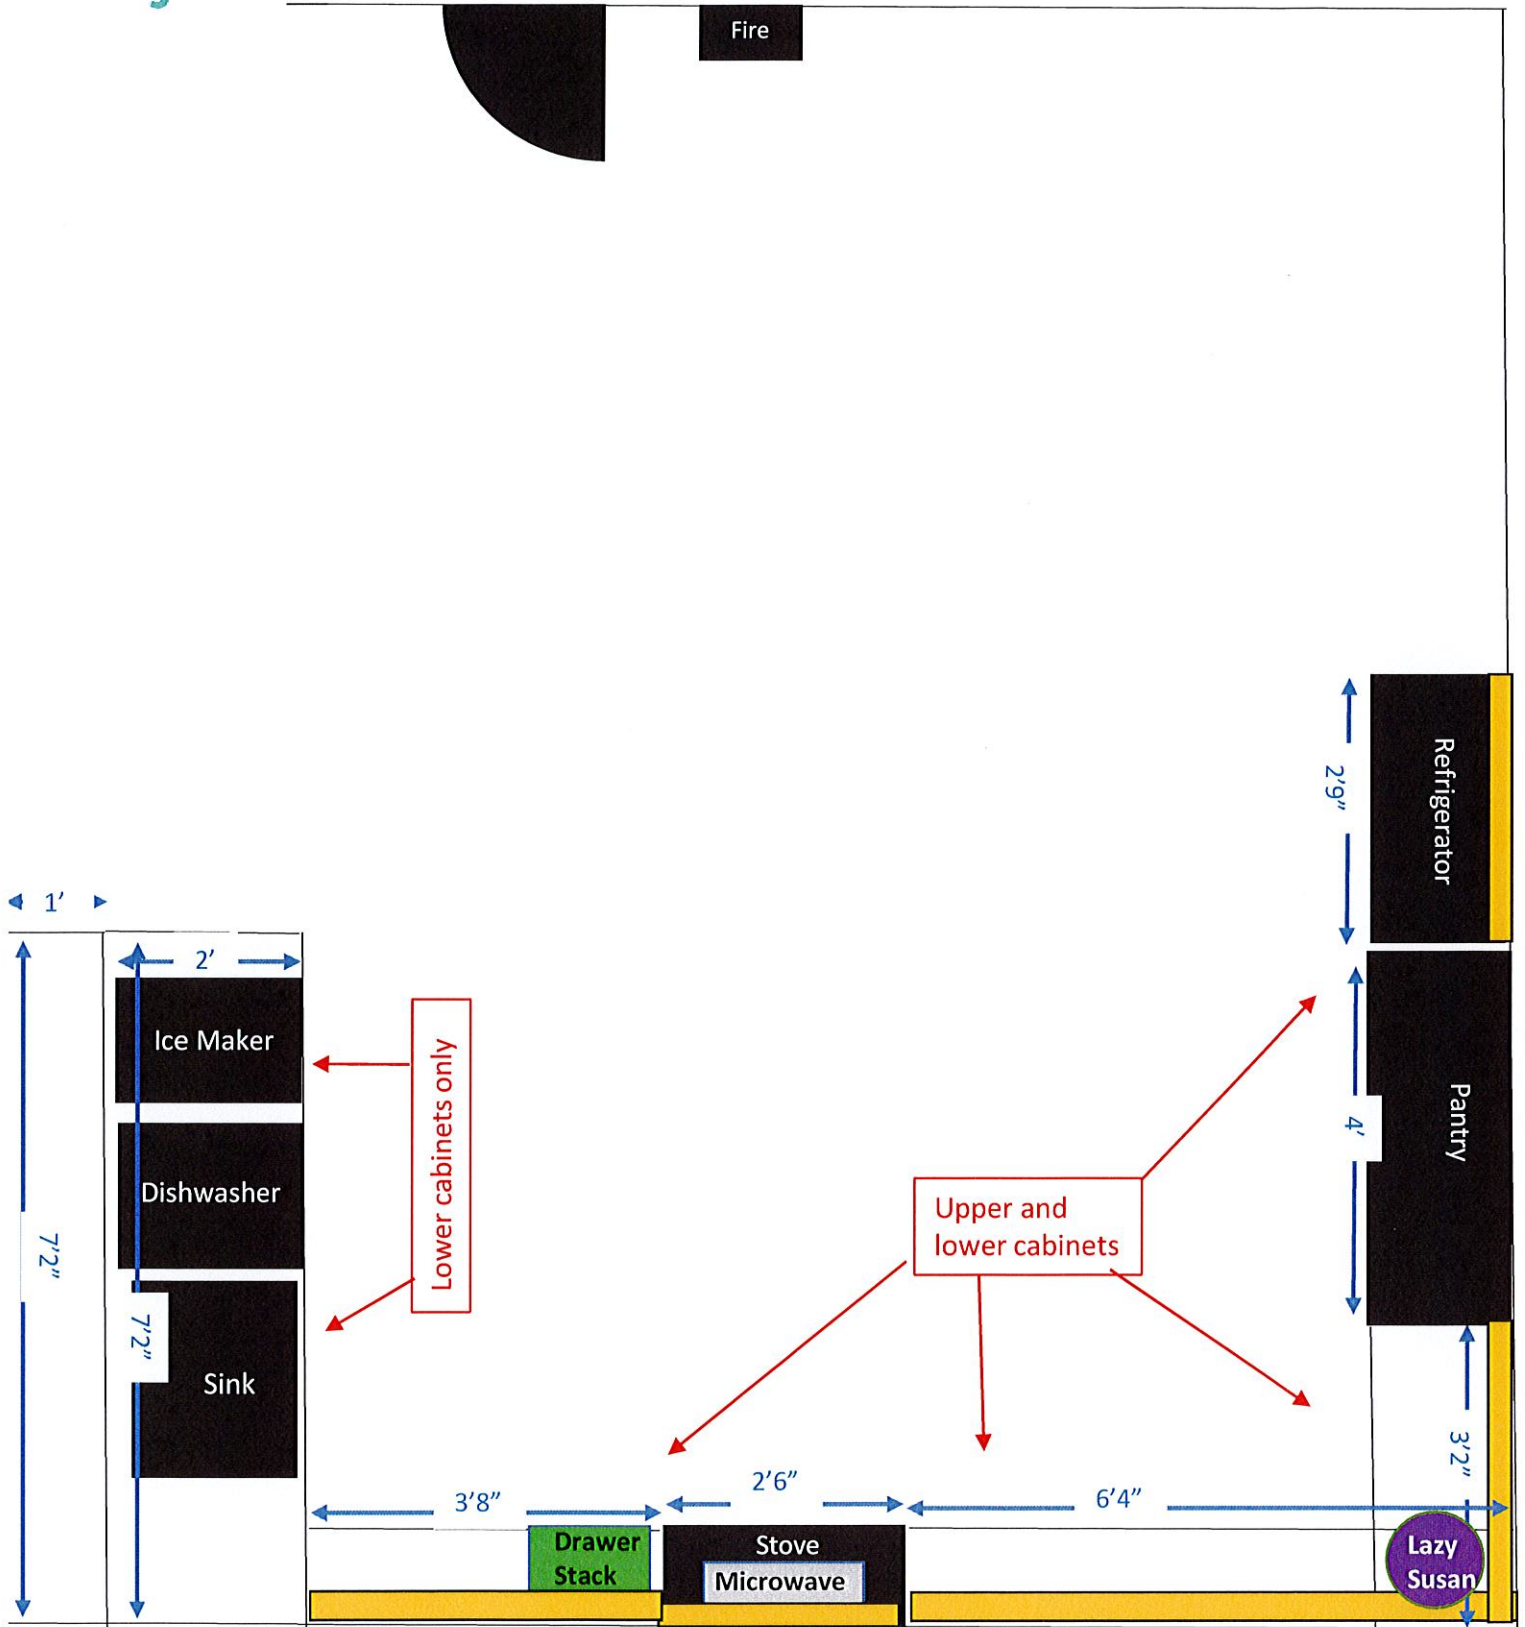 Fire
Refrigerator
2'9"
1'
2'
Ice Maker
Dishwasher
Sink
7'2"
7'2"
Lower cabinets only
Pantry
4'
Upper and
lower cabinets
3'2"
3'8"
2'6"
6'4"
Drawer
Stack
Stove
Microwave
Lazy
Susan